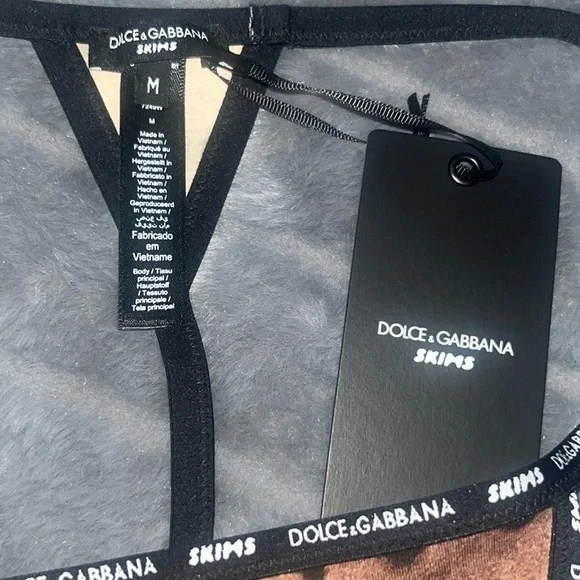 DOLCE & GABBANA
SKIMS
M
M
Made in
Vietnam /
Fabriqué au
Vietnam /
Hergestellt in
Vietnam /
Fabbricato in
Vietnam /
Hecho en
Vietnam /
Geproduceerd
in Vietnam /
Fabricado
em
Vietname
Body / Tissu
principal /
Hauptstoff
/ Tessuto
principale /
Tela principal
DOLCE & GABBANA
SKIMS
GABBANA SKIMS DOLCE & GABBANA SKIMS DOLCE & GABBA